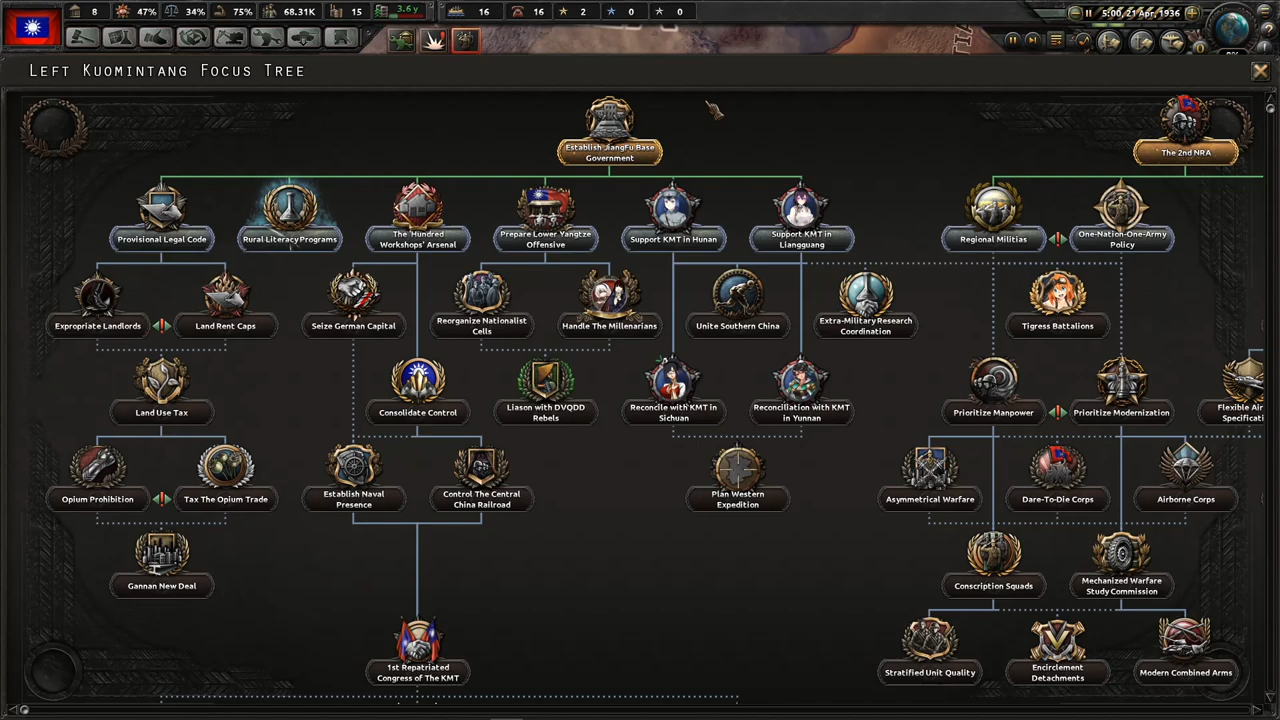 8
47%
34%
75%
68.31K
15
3.6 y
16
16
2
0
0
5:00, 21 Apr, 1936
Left Kuomintang Focus Tree
Establish JiangFu Base
Government
The 2nd NRA
Provisional Legal Code
Rural Literacy Programs
The 'Hundred
Workshops' Arsenal
Prepare Lower Yangtze
Offensive
Support KMT in Hunan
Support KMT in
Liangguang
Regional Militias
One-Nation-One-Army
Policy
Expropriate Landlords
Land Rent Caps
Seize German Capital
Reorganize Nationalist
Cells
Handle The Millenarians
Unite Southern China
Extra-Military Research
Coordination
Tigress Battalions
Land Use Tax
Consolidate Control
Liason with DVQDD
Rebels
Reconcile with KMT in
Sichuan
Reconciliation with KMT
in Yunnan
Prioritize Manpower
Prioritize Modernization
Flexible Air
Specificati
Opium Prohibition
Tax The Opium Trade
Establish Naval
Presence
Control The Central
China Railroad
Plan Western
Expedition
Asymmetrical Warfare
Dare-To-Die Corps
Airborne Corps
Gannan New Deal
Conscription Squads
Mechanized Warfare
Study Commission
1st Repatriated
Congress of The KMT
Stratified Unit Quality
Encirclement
Detachments
Modern Combined Arms